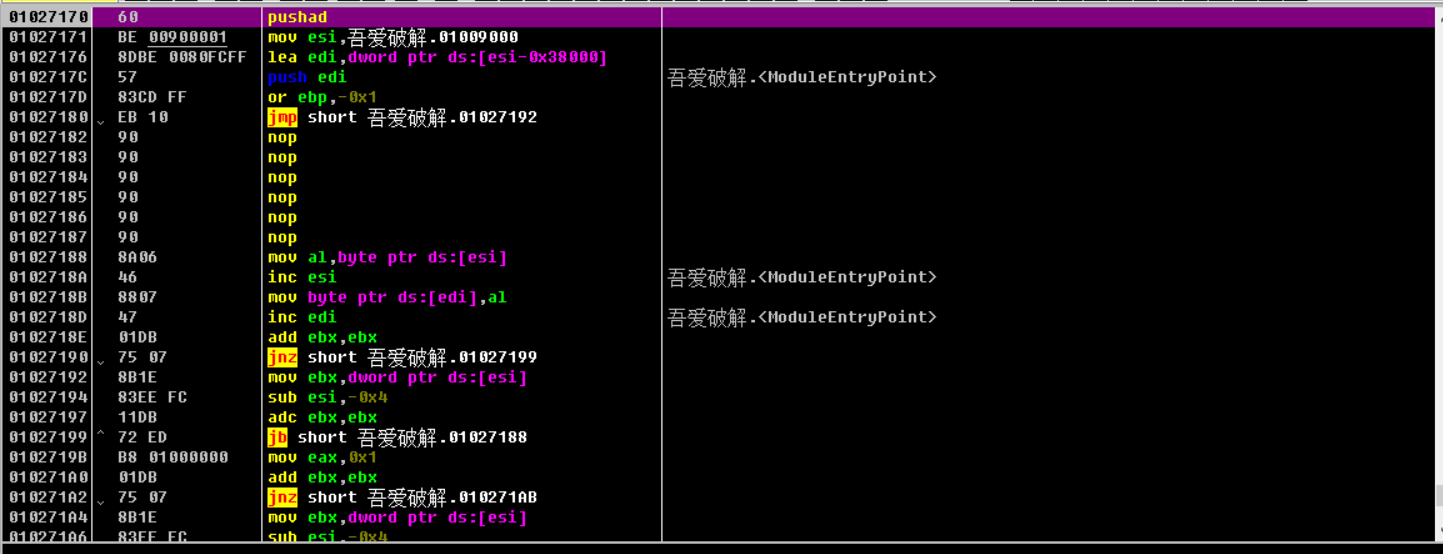 01027170 60 pushad
01027171 BE 00900001 mov esi,吾爱破解.01009000
01027176 8DBE 0080FCFF lea edi,dword ptr ds:[esi-0x38000]
0102717C 57 push edi 吾爱破解.<ModuleEntryPoint>
0102717D 83CD FF or ebp,-0x1
01027180 EB 10 jmp short 吾爱破解.01027192
01027182 90 nop
01027183 90 nop
01027184 90 nop
01027185 90 nop
01027186 90 nop
01027187 90 nop
01027188 8A06 mov al,byte ptr ds:[esi]
0102718A 46 inc esi 吾爱破解.<ModuleEntryPoint>
0102718B 8807 mov byte ptr ds:[edi],al
0102718D 47 inc edi 吾爱破解.<ModuleEntryPoint>
0102718E 01DB add ebx,ebx
01027190 75 07 jnz short 吾爱破解.01027199
01027192 8B1E mov ebx,dword ptr ds:[esi]
01027194 83EE FC sub esi,-0x4
01027197 11DB adc ebx,ebx
01027199 72 ED jb short 吾爱破解.01027188
0102719B B8 01000000 mov eax,0x1
010271A0 01DB add ebx,ebx
010271A2 75 07 jnz short 吾爱破解.010271AB
010271A4 8B1E mov ebx,dword ptr ds:[esi]
010271A6 83EE FC sub esi,-0x4